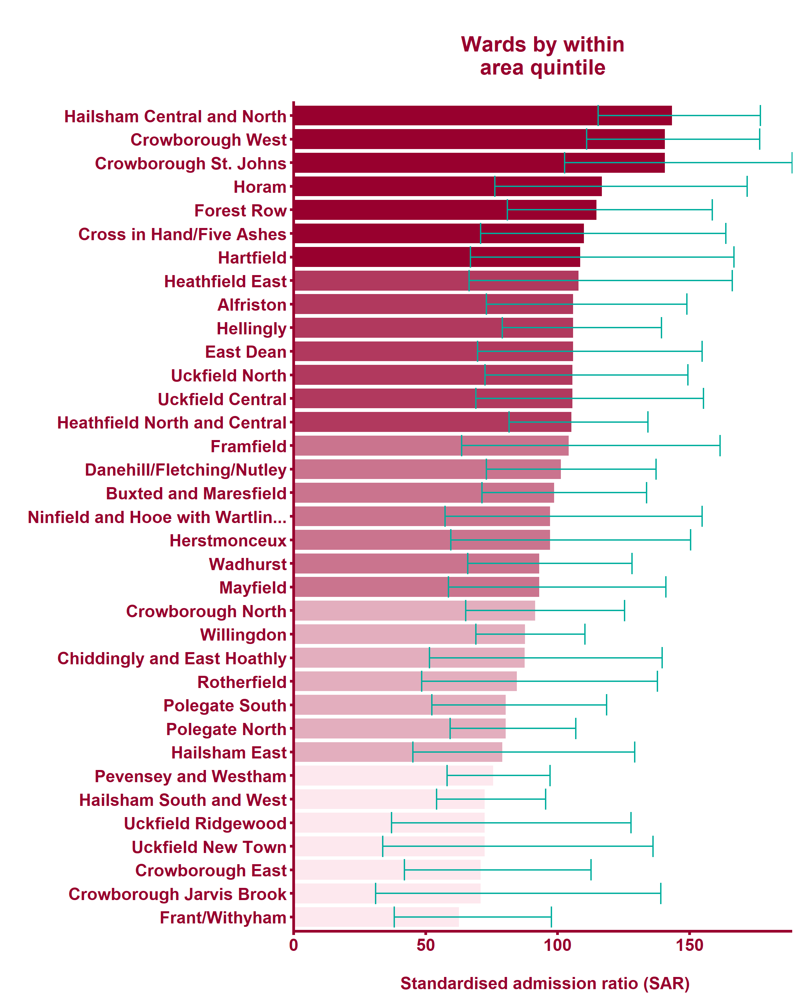 Wards by within
area quintile
Hailsham Central and North
Crowborough West
Crowborough St. Johns
Horam
Forest Row
Cross in Hand/Five Ashes
Hartfield
Heathfield East
Alfriston
Hellingly
East Dean
Uckfield North
Uckfield Central
Heathfield North and Central
Framfield
Danehill/Fletching/Nutley
Buxted and Maresfield
Ninfield and Hooe with Wartlin...
Herstmonceux
Wadhurst
Mayfield
Crowborough North
Willingdon
Chiddingly and East Hoathly
Rotherfield
Polegate South
Polegate North
Hailsham East
Pevensey and Westham
Hailsham South and West
Uckfield Ridgewood
Uckfield New Town
Crowborough East
Crowborough Jarvis Brook
Frant/Withyham
0 50 100 150
Standardised admission ratio (SAR)